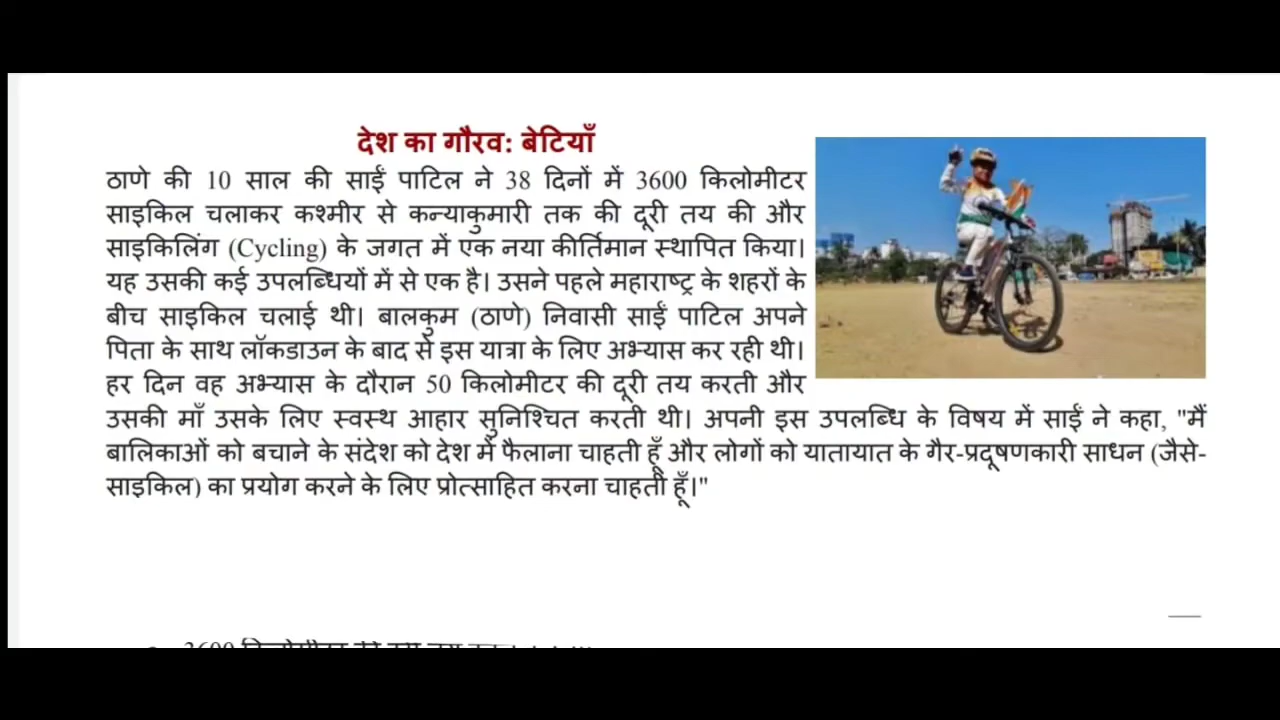 देश का गौरव: बेटियाँ
ठाणे की 10 साल की साईं पाटिल ने 38 दिनों में 3600 किलोमीटर
साइकिल चलाकर कश्मीर से कन्याकुमारी तक की दूरी तय की और
साइकिलिंग (Cycling) के जगत में एक नया कीर्तिमान स्थापित किया।
यह उसकी कई उपलब्धियों में से एक है। उसने पहले महाराष्ट्र के शहरों के
बीच साइकिल चलाई थी। बालकुम (ठाणे) निवासी साईं पाटिल अपने
पिता के साथ लॉकडाउन के बाद से इस यात्रा के लिए अभ्यास कर रही थी।
हर दिन वह अभ्यास के दौरान 50 किलोमीटर की दूरी तय करती और
उसकी माँ उसके लिए स्वस्थ आहार सुनिश्चित करती थी। अपनी इस उपलब्धि के विषय में साईं ने कहा, "मैं
बालिकाओं को बचाने के संदेश को देश में फैलाना चाहती हूँ और लोगों को यातायात के गैर-प्रदूषणकारी साधन (जैसे-
साइकिल) का प्रयोग करने के लिए प्रोत्साहित करना चाहती हूँ।"
3600 किलोमीटर